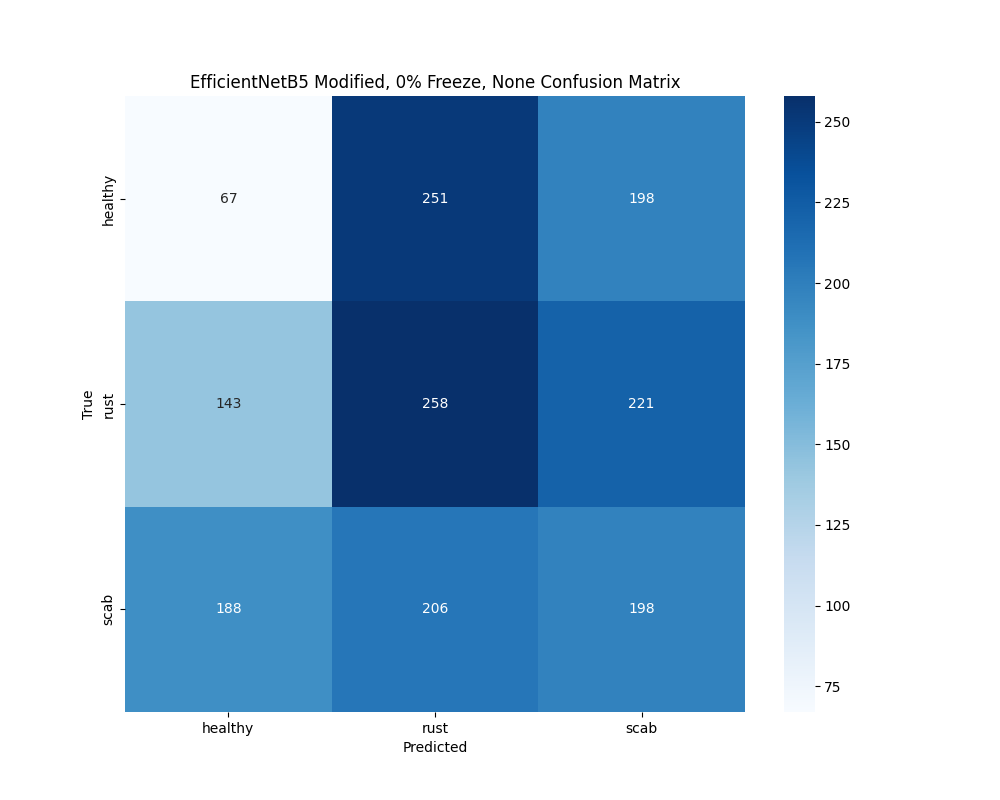 EfficientNetB5 Modified, 0% Freeze, None Confusion Matrix
healthy
67
251
198
True
rust
143
258
221
scab
188
206
198
healthy
rust
scab
Predicted
250
225
200
175
150
125
100
75